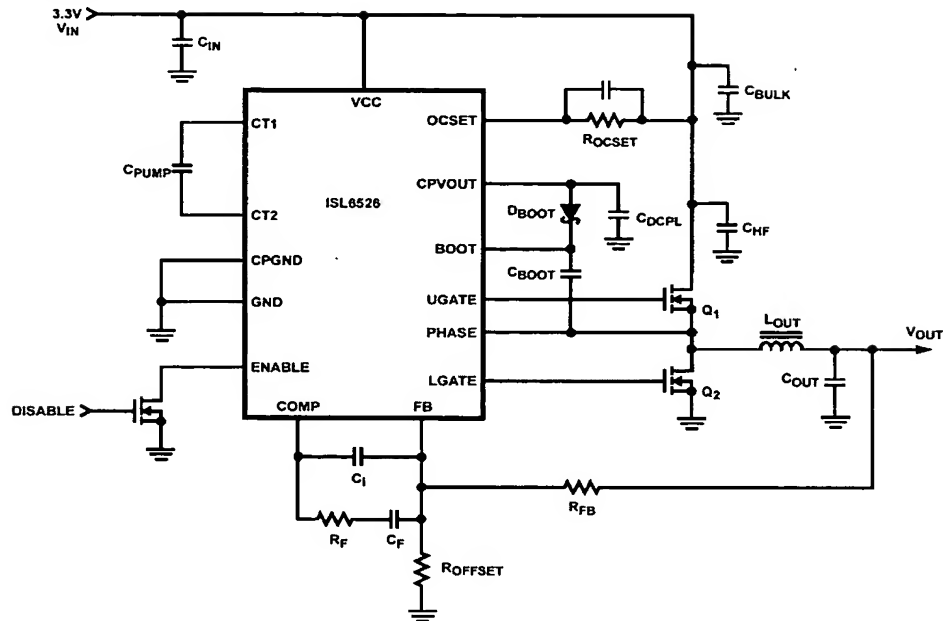 3.3V
VIN
CIN
VCC
CBULK
CT1
OCSET
ROCSET
CPUMP
CPVOUT
ISL6526
DBOOT
CDCPL
CT2
BOOT
CHF
CBOOT
CPGND
UGATE
Q1
GND
PHASE
LOUT
VOUT
ENABLE
LGATE
COUT
Q2
DISABLE
COMP
FB
Ci
RFB
RF
CF
ROFFSET